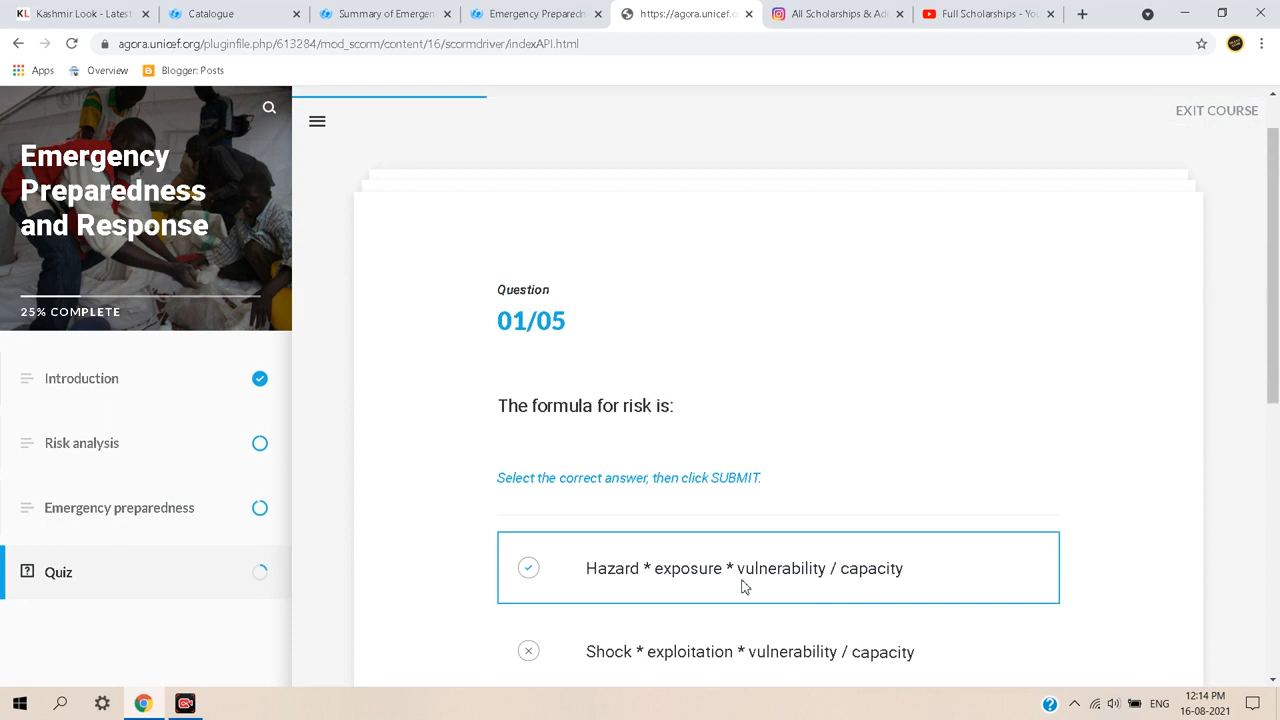 KL Kashmir Look - Latest
Catalogue
Summary of Emergen
Emergency Preparedn
https://agora.unicef.o
All Scholarships & Ad
Full Scholarships - Yo
agora.unicef.org/pluginfile.php/613284/mod_scorm/content/16/scormdriver/indexAPI.html
Apps
Overview
Blogger: Posts
EXIT COURSE
Emergency
Preparedness
and Response
25% COMPLETE
Introduction
Risk analysis
Emergency preparedness
Quiz
Question
01/05
The formula for risk is:
Select the correct answer, then click SUBMIT.
Hazard * exposure * vulnerability / capacity
Shock * exploitation * vulnerability / capacity
ENG
12:14 PM
16-08-2021